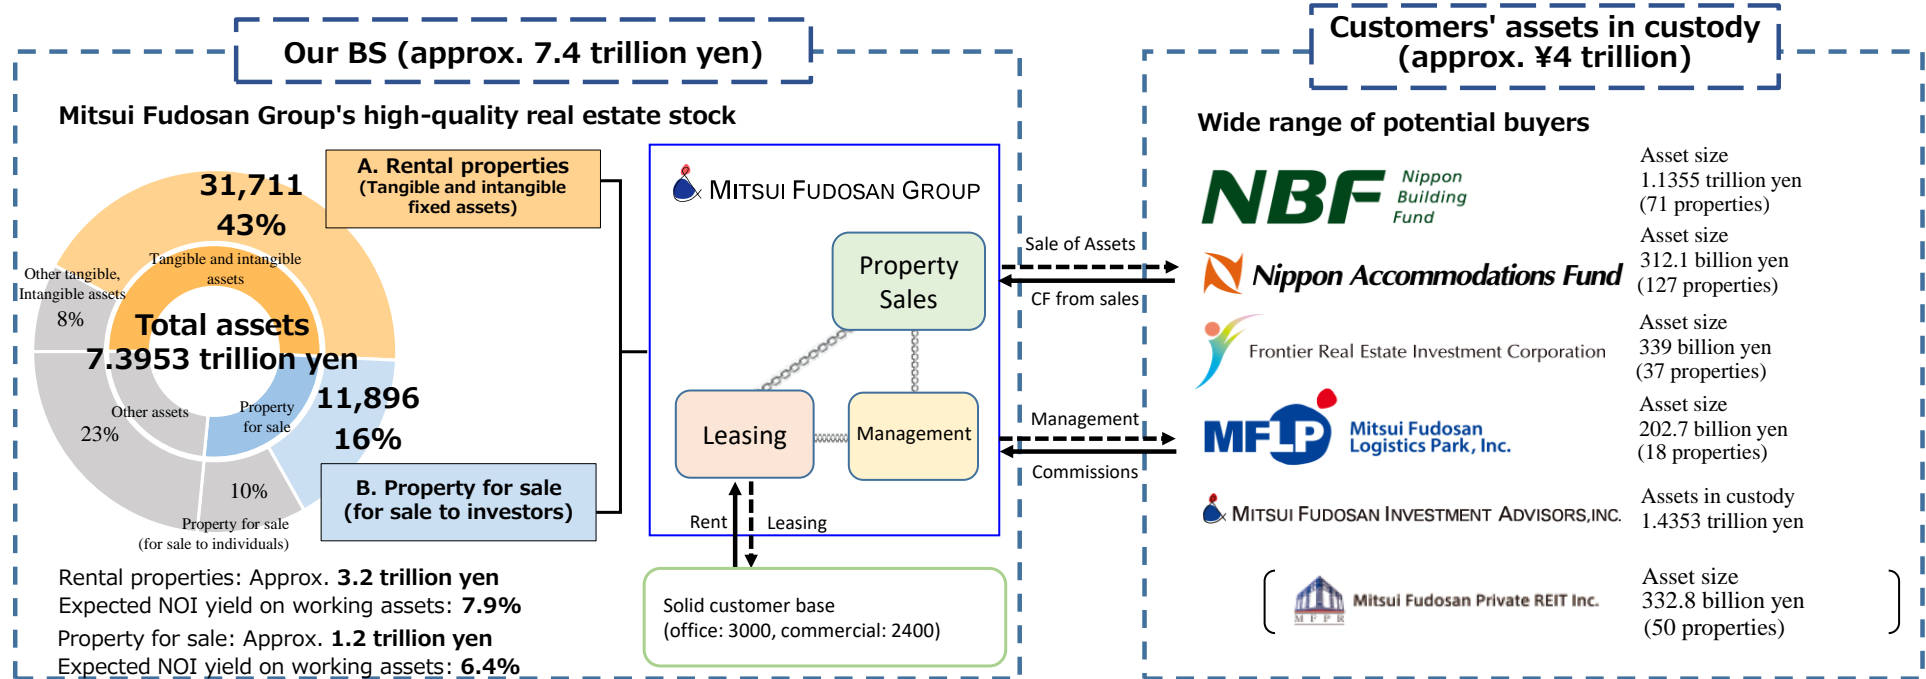 Our BS (approx. 7.4 trillion yen)
Mitsui Fudosan Group's high-quality real estate stock
31,711
43%
Tangible and intangible
assets
Other tangible,
Intangible assets
8%
Total assets
7.3953 trillion yen
Other assets
23%
Property
for sale
11,896
16%
10%
Property for sale
(for sale to individuals)
A. Rental properties
(Tangible and intangible
fixed assets)
B. Property for sale
(for sale to investors)
Rental properties: Approx. 3.2 trillion yen
Expected NOI yield on working assets: 7.9%
Property for sale: Approx. 1.2 trillion yen
Expected NOI yield on working assets: 6.4%
MITSUI FUDOSAN GROUP
Property
Sales
Leasing
Management
Rent
Leasing
Solid customer base
(office: 3000, commercial: 2400)
Sale of Assets
CF from sales
Management
Commissions
Customers' assets in custody
(approx. ¥4 trillion)
Wide range of potential buyers
NBF Nippon
Building
Fund
Asset size
1.1355 trillion yen
(71 properties)
Nippon Accommodations Fund
Asset size
312.1 billion yen
(127 properties)
Frontier Real Estate Investment Corporation
Asset size
339 billion yen
(37 properties)
MFLP Mitsui Fudosan
Logistics Park, Inc.
Asset size
202.7 billion yen
(18 properties)
MITSUI FUDOSAN INVESTMENT ADVISORS,INC.
Assets in custody
1.4353 trillion yen
MFPR
Mitsui Fudosan Private REIT Inc.
Asset size
332.8 billion yen
(50 properties)